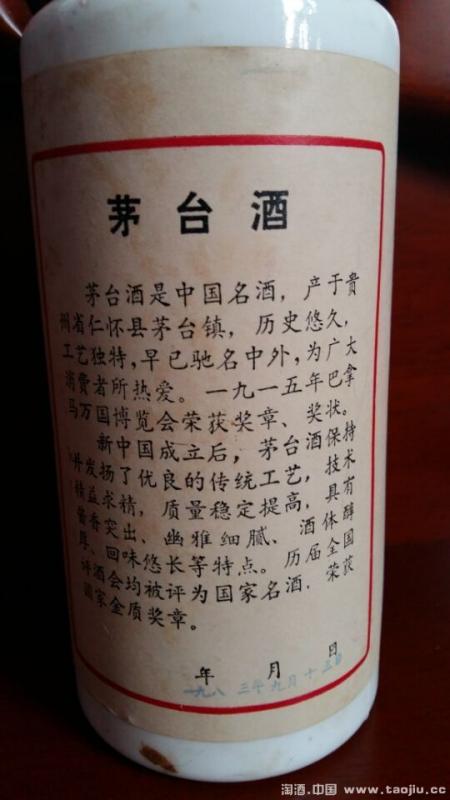 茅台酒
茅台酒是中国名酒，产于贵
州省仁怀县茅台镇，历史悠久，
工艺独特，早已驰名中外，为广大
消费者所热爱。一九一五年巴拿
马万国博览会荣获奖章、奖状。
新中国成立后，茅台酒保持
并发扬了优良的传统工艺，技术
精益求精，质量稳定提高，具有
酱香突出、幽雅细腻、酒体醇
厚、回味悠长等特点。历届全国
评酒会均被评为国家名酒，荣获
国家金质奖章。
年 月 日
一九八三年九月十五日
淘酒.中国 www.taojiu.cc